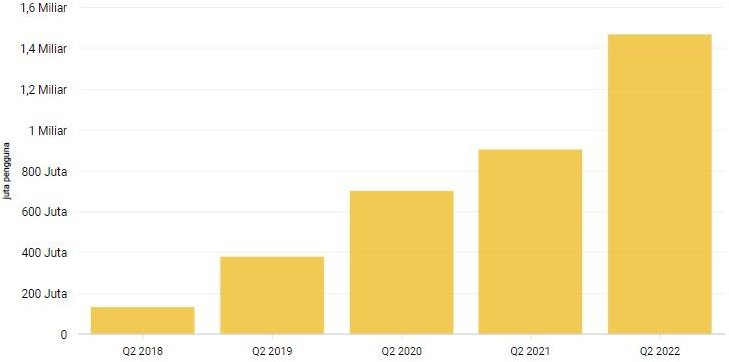 1,6 Miliar
1,4 Miliar
1,2 Miliar
1 Miliar
800 Juta
600 Juta
400 Juta
200 Juta
0
juta pengguna
Q2 2018
Q2 2019
Q2 2020
Q2 2021
Q2 2022